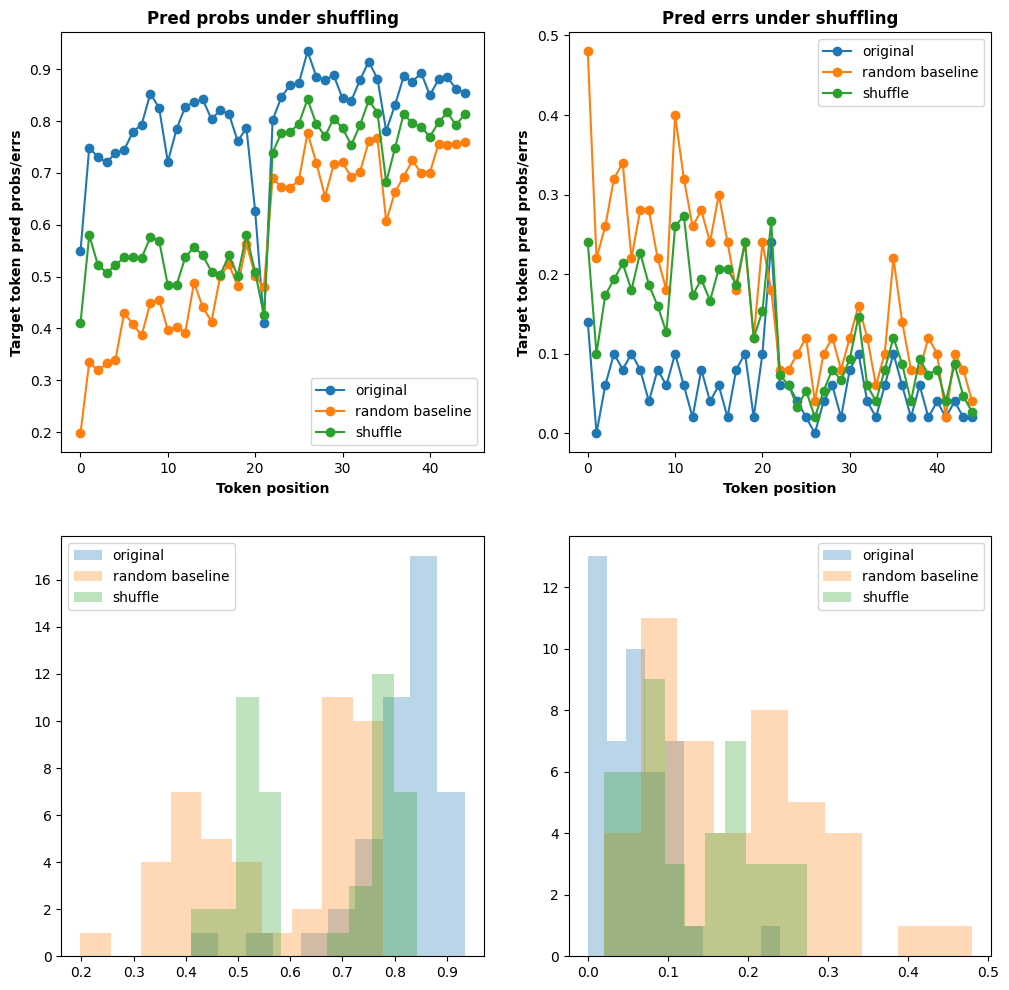 Pred probs under shuffling
Target token pred probs/errs
0.9
0.8
0.7
0.6
0.5
0.4
0.3
0.2
original
random baseline
shuffle
0 10 20 30 40
Token position
Pred errs under shuffling
Target token pred probs/errs
0.5
0.4
0.3
0.2
0.1
0.0
original
random baseline
shuffle
0 10 20 30 40
Token position
original
random baseline
shuffle
16
14
12
10
8
6
4
2
0
0.2 0.3 0.4 0.5 0.6 0.7 0.8 0.9
original
random baseline
shuffle
12
10
8
6
4
2
0
0.0 0.1 0.2 0.3 0.4 0.5